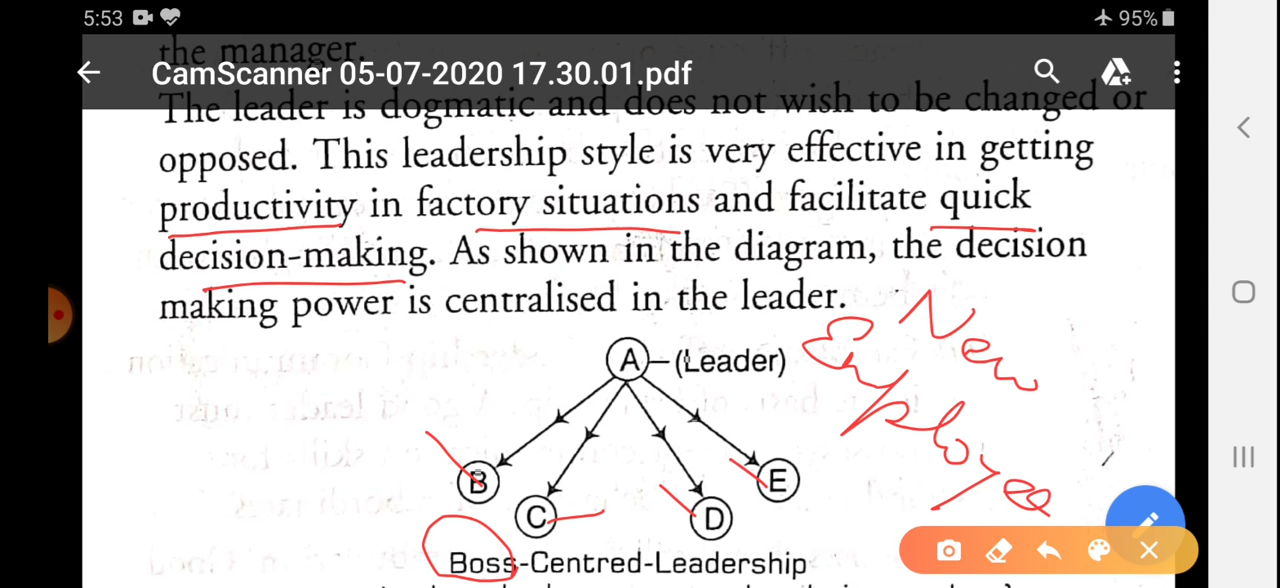 5:53
95%
the manager.
CamScanner 05-07-2020 17.30.01.pdf
The leader is dogmatic and does not wish to be changed or
opposed. This leadership style is very effective in getting
productivity in factory situations and facilitate quick
decision-making. As shown in the diagram, the decision
making power is centralised in the leader.
New
Employee
A—(Leader)
B
E
C
D
Boss-Centred-Leadership